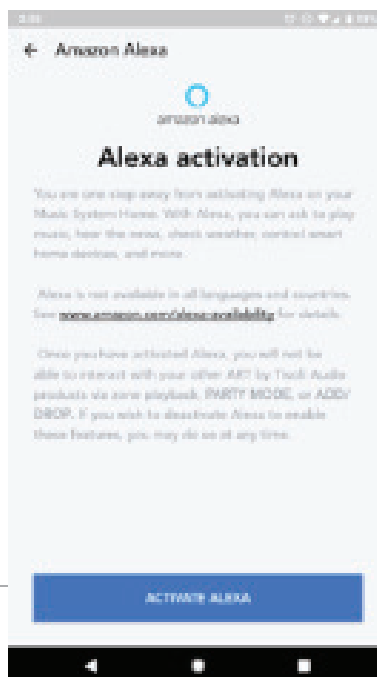 ← Amazon Alexa
amazon alexa
Alexa activation
You are one step away from activating Alexa on your
Music System Home. With Alexa, you can ask to play
music, hear the news, check weather, control smart
home devices, and more.
Alexa is not available in all languages and countries.
See www.amazon.com/alexa-availability for details.
Once you have activated Alexa, you will not be
able to interact with your other ART by Tivoli Audio
products via zone playback, PARTY MODE, or ADD/
DROP. If you wish to deactivate Alexa to enable
these features, you may do so at any time.
ACTIVATE ALEXA